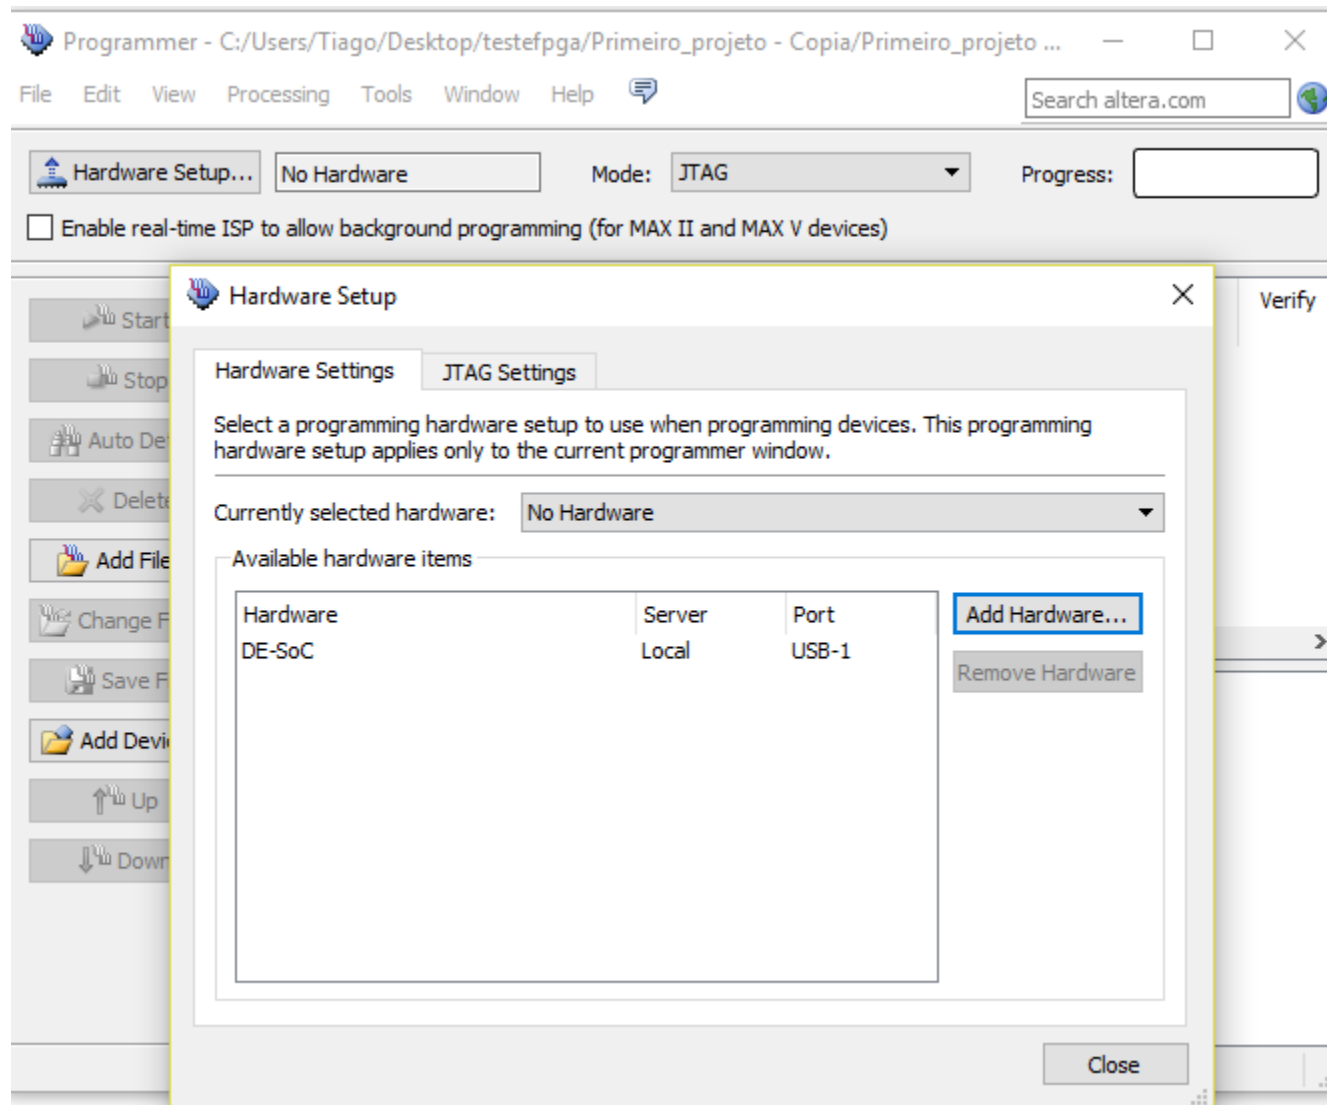 Programmer - C:/Users/Tiago/Desktop/testefpga/Primeiro_projeto - Copia/Primeiro_projeto ...
File Edit View Processing Tools Window Help
Search altera.com
Hardware Setup... No Hardware Mode: JTAG Progress:
Enable real-time ISP to allow background programming (for MAX II and MAX V devices)
Hardware Setup
Verify
Start
Stop
Auto De
Delete
Add File
Change F
Save F
Add Devi
Up
Down
Hardware Settings JTAG Settings
Select a programming hardware setup to use when programming devices. This programming
hardware setup applies only to the current programmer window.
Currently selected hardware: No Hardware
Available hardware items
Hardware Server Port
DE-SoC Local USB-1
Add Hardware...
Remove Hardware
Close